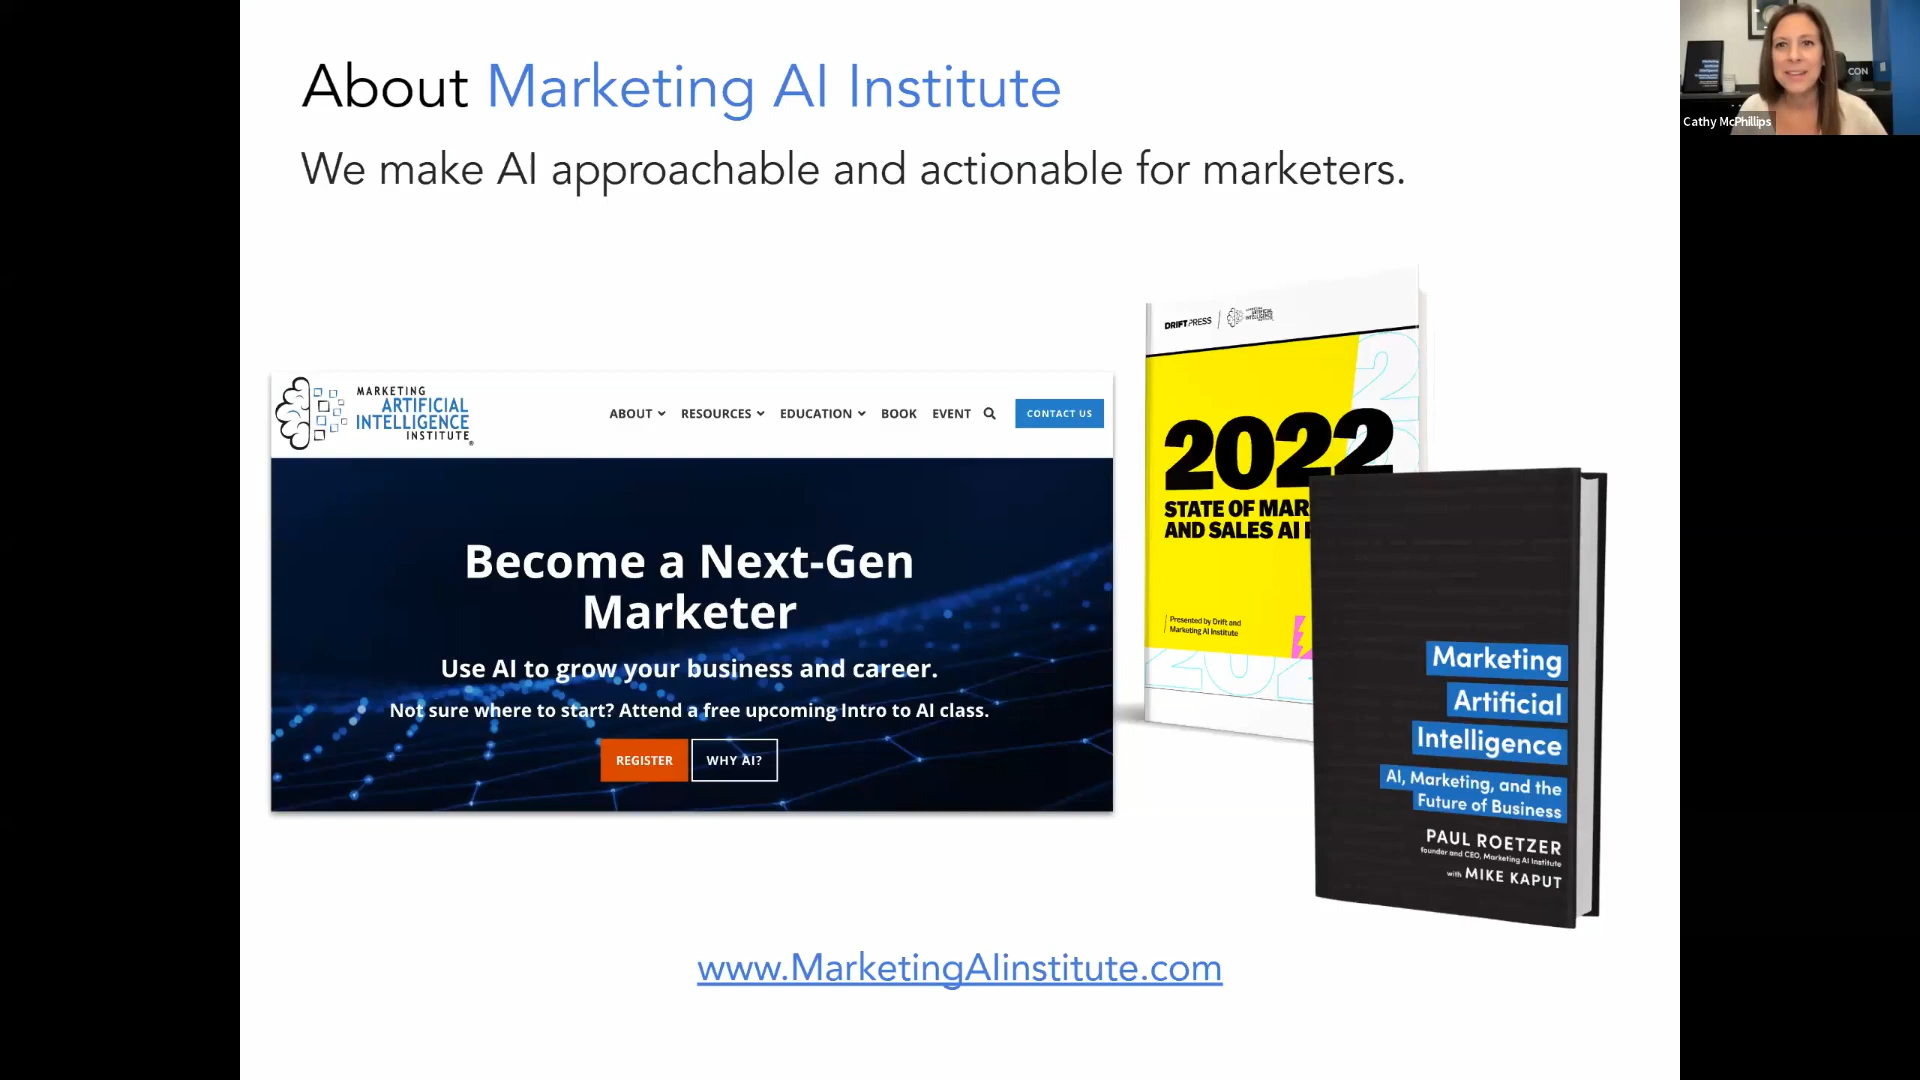 About Marketing AI Institute
We make AI approachable and actionable for marketers.
CON
Cathy McPhillips
MARKETING
ARTIFICIAL
INTELLIGENCE
INSTITUTE
ABOUT
RESOURCES
EDUCATION
BOOK
EVENT
CONTACT US
Become a Next-Gen
Marketer
Use AI to grow your business and career.
Not sure where to start? Attend a free upcoming Intro to AI class.
REGISTER
WHY AI?
DRIFT PRESS
MARKETING
ARTIFICIAL
INTELLIGENCE
2022
STATE OF MAR
AND SALES AI
Presented by Drift and
Marketing AI Institute
Marketing
Artificial
Intelligence
AI, Marketing, and the
Future of Business
PAUL ROETZER
founder and CEO, Marketing AI Institute
with MIKE KAPUT
www.MarketingAIinstitute.com